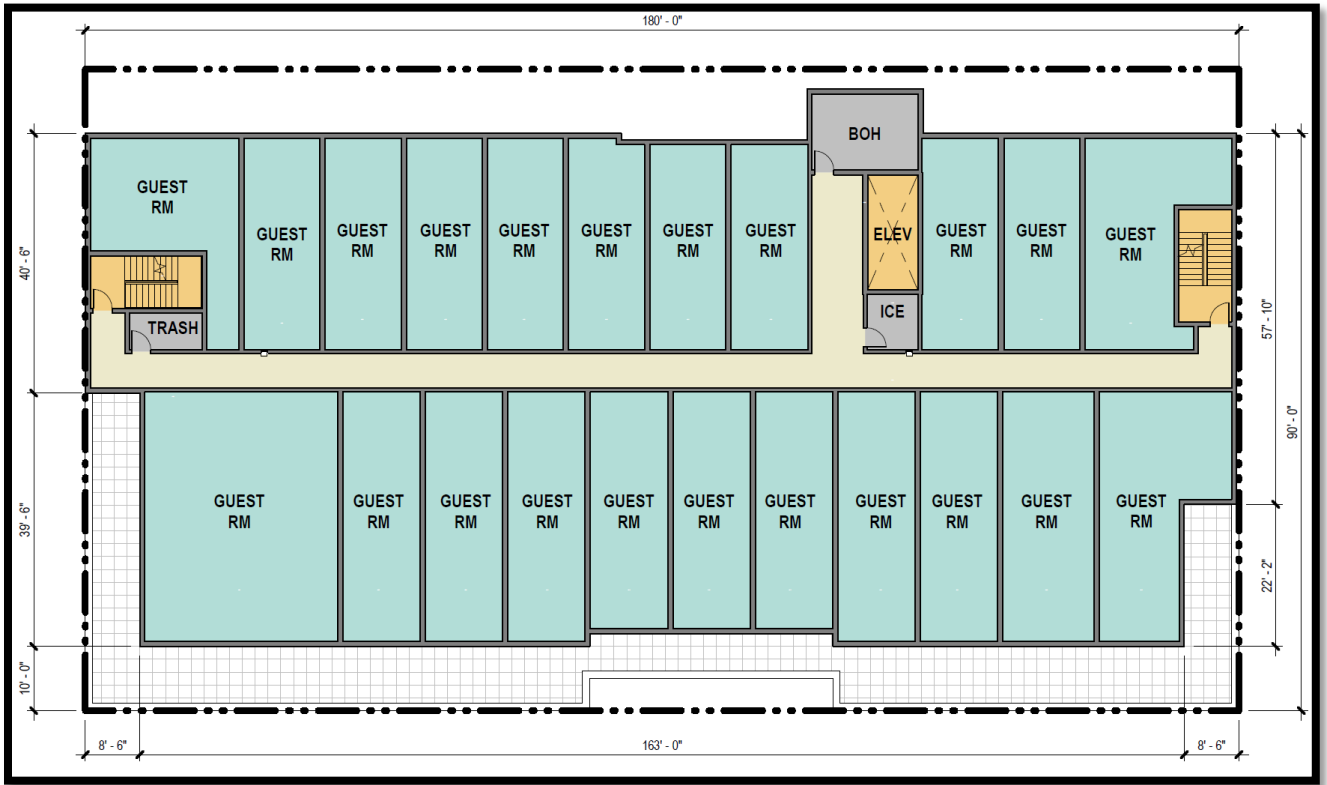 180' - 0"
BOH
GUEST
RM
GUEST
RM
GUEST
RM
GUEST
RM
GUEST
RM
GUEST
RM
GUEST
RM
GUEST
RM
ELEV
GUEST
RM
GUEST
RM
GUEST
RM
40' - 6"
TRASH
ICE
57' - 10"
90' - 0"
GUEST
RM
GUEST
RM
GUEST
RM
GUEST
RM
GUEST
RM
GUEST
RM
GUEST
RM
GUEST
RM
GUEST
RM
GUEST
RM
GUEST
RM
39' - 6"
22' - 2"
10' - 0"
8' - 6"
163' - 0"
8' - 6"